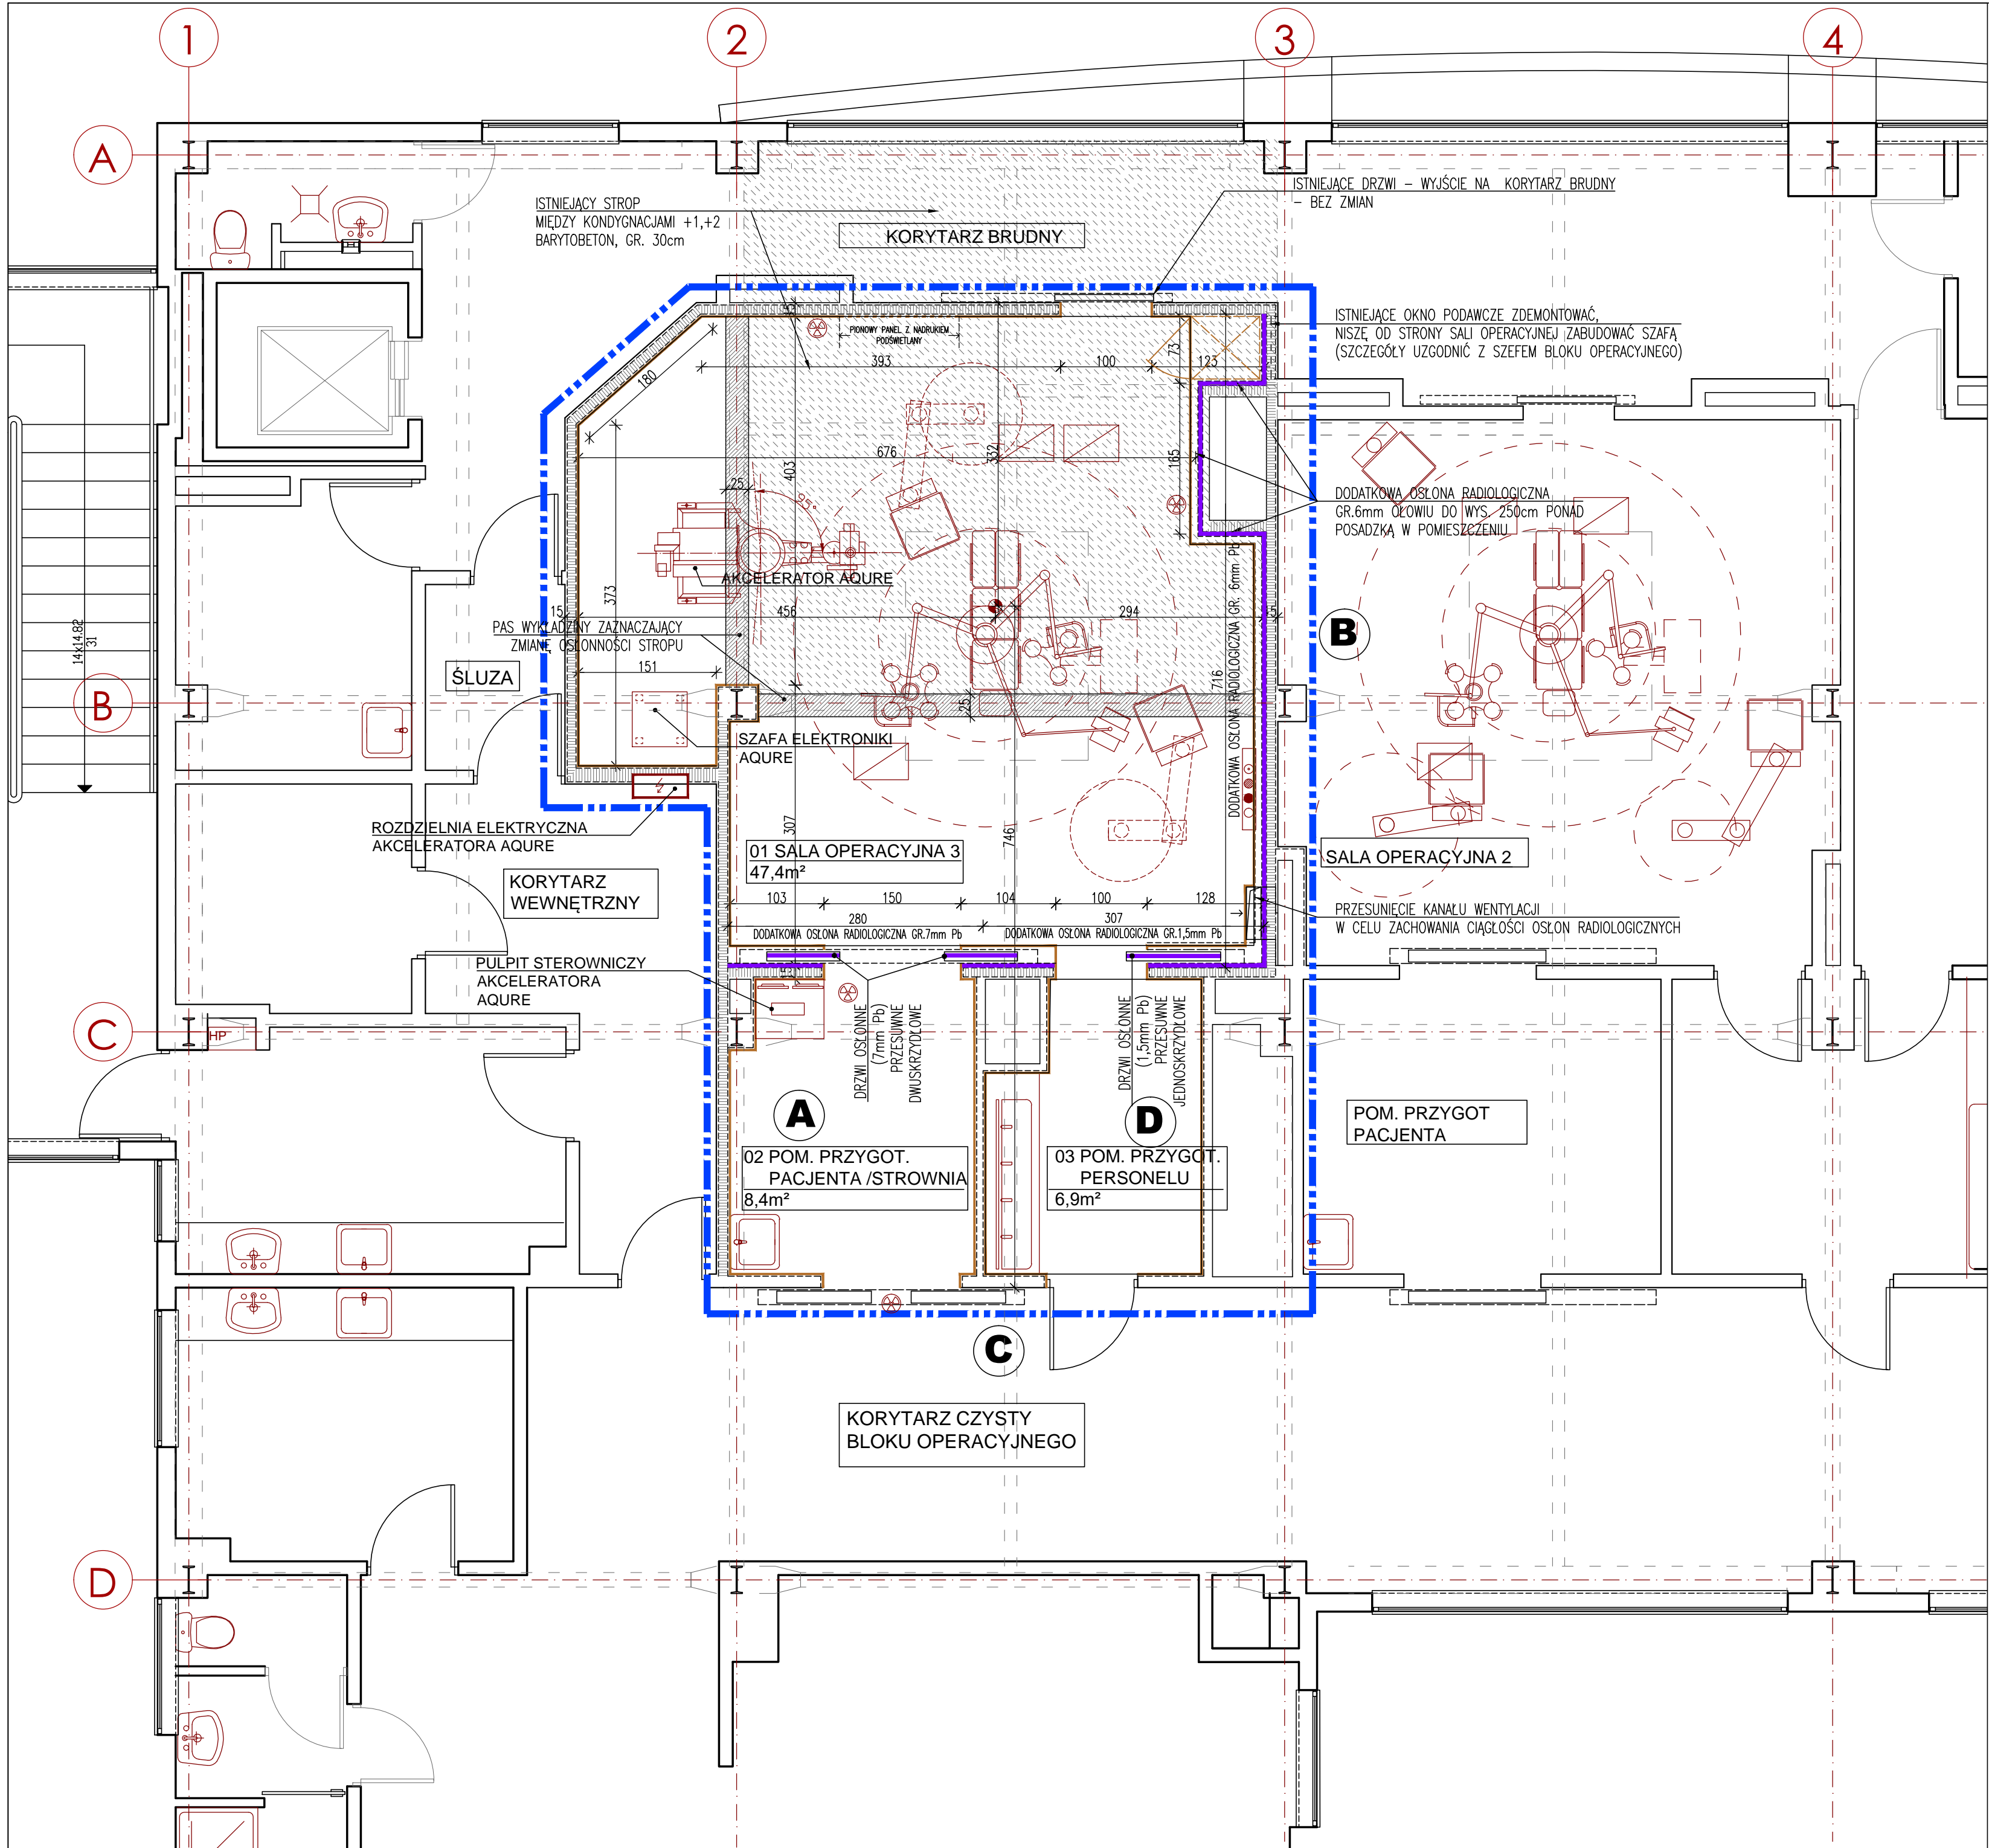 1
2
3
4
A
ISTNIEJĄCE DRZWI – WYJŚCIE NA KORYTARZ BRUDNY
– BEZ ZMIAN
ISTNIEJĄCY STROP
MIĘDZY KONDYGNACJAMI +1,+2
BARYTOBETON, GR. 30cm
KORYTARZ BRUDNY
ISTNIEJĄCE OKNO PODAWCZE ZDEMONTOWAĆ,
NISZĘ OD STRONY SALI OPERACYJNEJ ZABUDOWAĆ SZAFĄ
(SZCZEGÓŁY UZGODNIĆ Z SZEFEM BLOKU OPERACYJNEGO)
15
PIONOWY PANEL Z NADRUKIEM
PODŚWIETLANY
393
100
123
73
180
676
403
332
165
25
95°
DODATKOWA OSŁONA RADIOLOGICZNA
GR.6mm OŁOWIU DO WYS. 250cm PONAD
POSADZKĄ W POMIESZCZENIU
AKCELERATOR AQURE
373
15
456
294
15
PAS WYKŁADZINY ZAZNACZAJĄCY
ZMIANĘ OSŁONNOŚCI STROPU
B
14x14.82
31
ŚLUZA
151
716
DODATKOWA OSŁONA RADIOLOGICZNA GR. 6mm Pb
B
25
SZAFA ELEKTRONIKI
AQURE
ROZDZIELNIA ELEKTRYCZNA
AKCELERATORA AQURE
307
746
01 SALA OPERACYJNA 3
47,4m²
SALA OPERACYJNA 2
KORYTARZ
WEWNĘTRZNY
103
150
104
100
128
280
307
DODATKOWA OSŁONA RADIOLOGICZNA GR.7mm Pb
DODATKOWA OSŁONA RADIOLOGICZNA GR.1,5mm Pb
PRZESUNIĘCIE KANAŁU WENTYLACJI
W CELU ZACHOWANIA CIĄGŁOŚCI OSŁON RADIOLOGICZNYCH
PULPIT STEROWNICZY
AKCELERATORA
AQURE
15
C
HP
DRZWI OSŁONNE
(7mm Pb)
PRZESUWNE
DWUSKRZYDŁOWE
DRZWI OSŁONNE
(1,5mm Pb)
PRZESUWNE
JEDNOSKRZYDŁOWE
A
D
POM. PRZYGOT
PACJENTA
02 POM. PRZYGOT.
PACJENTA /STROWNIA
8,4m²
03 POM. PRZYGOT.
PERSONELU
6,9m²
C
KORYTARZ CZYSTY
BLOKU OPERACYJNEGO
D